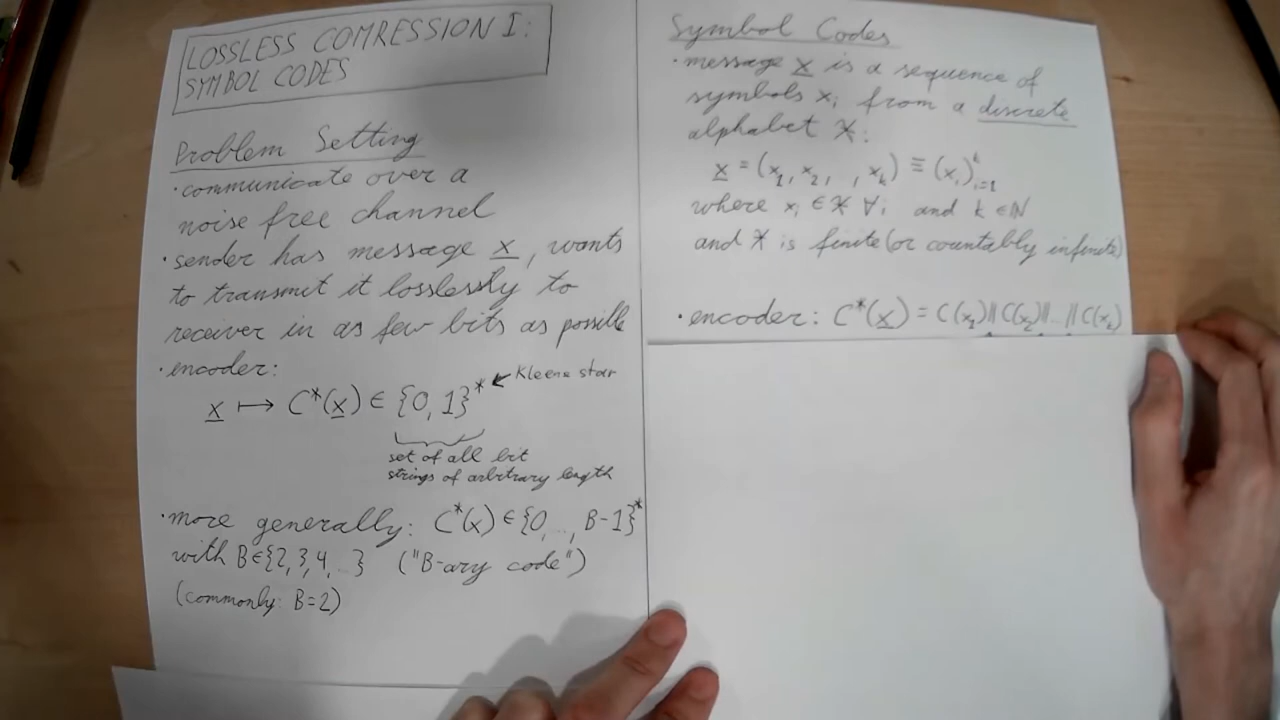 LOSSLESS COMRESSION I:
SYMBOL CODES
Problem Setting
·communicate over a
noise free channel
·sender has message x, wants
to transmit it losslessly to
receiver in as few bits as possible
·encoder:
x ↦ C*(x) ∈ {0,1}* ← Kleene star
set of all bit
strings of arbitrary length
·more generally: C*(x) ∈ {0,..., B-1}*
with B∈{2,3,4,...} ("B-ary code")
(commonly: B=2)
Symbol Codes
·message x is a sequence of
symbols xᵢ from a discrete
alphabet 𝒳:
x = (x₁, x₂, , xₖ) ≡ (xᵢ)ᵏᵢ₌₁
where xᵢ ∈ 𝒳 ∀i and k ∈ ℕ
and 𝒳 is finite (or countably infinite)
·encoder: C*(x) = C(x₁)||C(x₂)||...||C(xₖ)